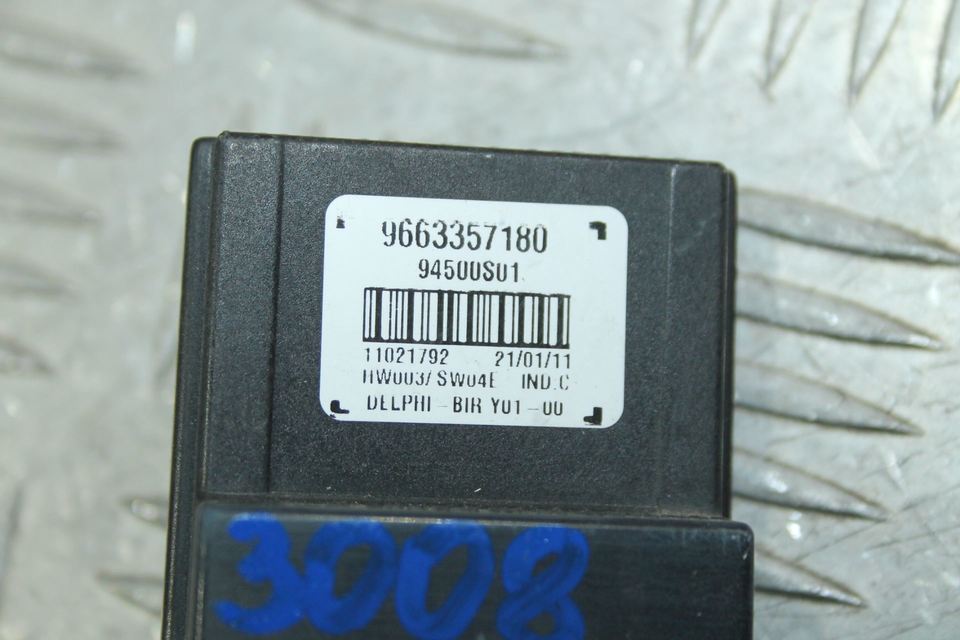 9663357180
94500S01
11021792 21/01/11
HW003/ SW04E IND.C
DELPHI - BIR Y01-00
3008